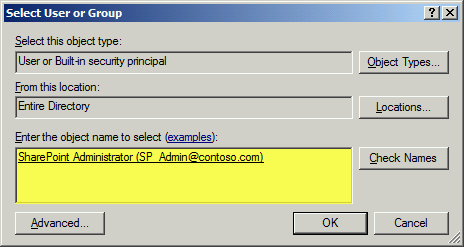 Select User or Group
Select this object type:
User or Built-in security principal
Object Types...
From this location:
Entire Directory
Locations...
Enter the object name to select (examples):
SharePoint Administrator (SP_Admin@contoso.com)
Check Names
Advanced...
OK
Cancel